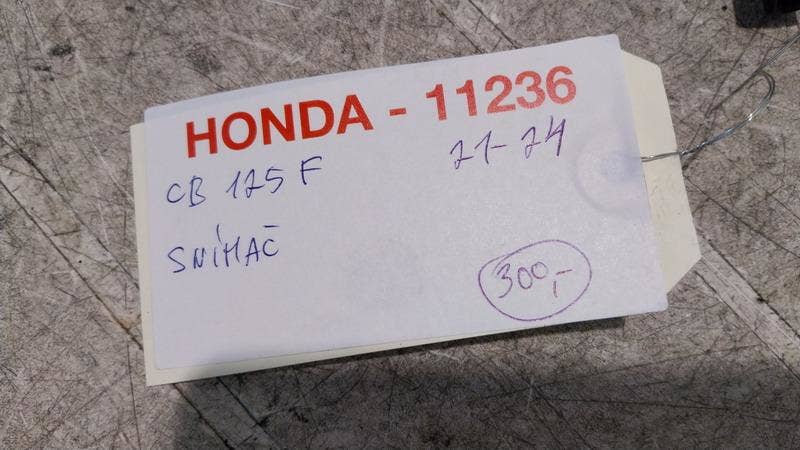 HONDA - 11236
CB 125 F 21-24
SNÍMAČ
300,-